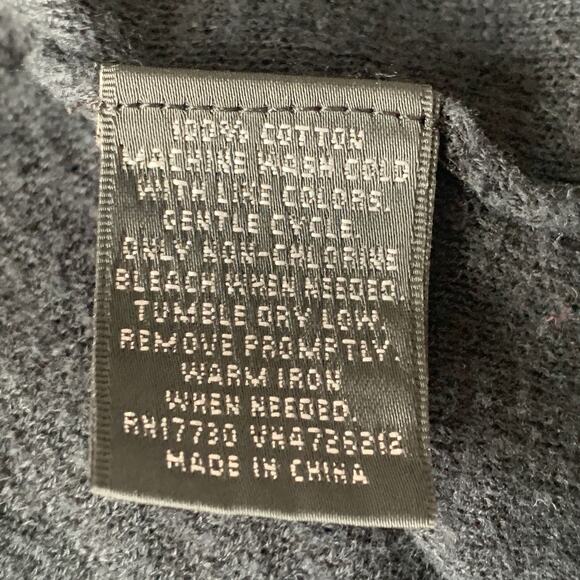 100% COTTON
MACHINE WASH COLD
WITH LIKE COLORS.
GENTLE CYCLE.
ONLY NON-CHLORINE
BLEACH WHEN NEEDED.
TUMBLE DRY LOW.
REMOVE PROMPTLY.
WARM IRON
WHEN NEEDED.
RN17730
MADE IN CHINA